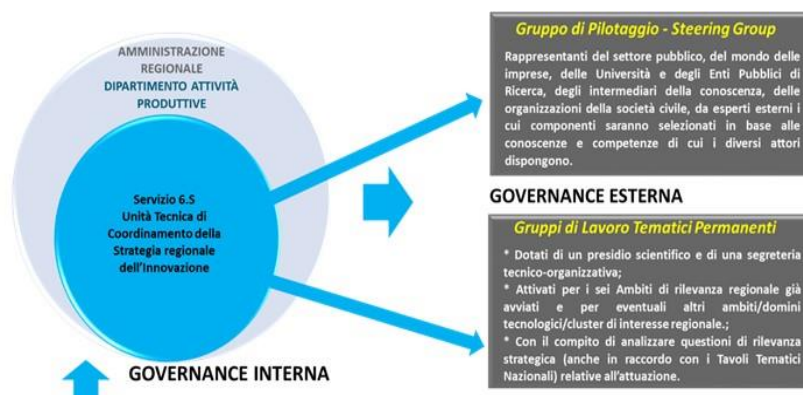 AMMINISTRAZIONE
REGIONALE
DIPARTIMENTO ATTIVITÀ
PRODUTTIVE
Servizio 6.S
Unità Tecnica di
Coordinamento della
Strategia regionale
dell'Innovazione
GOVERNANCE INTERNA
Gruppo di Pilotaggio - Steering Group
Rappresentanti del settore pubblico, del mondo delle
imprese, delle Università e degli Enti Pubblici di
Ricerca, degli intermediari della conoscenza, delle
organizzazioni della società civile, da esperti esterni i
cui componenti saranno selezionati in base alle
conoscenze e competenze di cui i diversi attori
dispongono.
GOVERNANCE ESTERNA
Gruppi di Lavoro Tematici Permanenti
* Dotati di un presidio scientifico e di una segreteria
tecnico-organizzativa;
* Attivati per i sei Ambiti di rilevanza regionale già
avviati e per eventuali altri ambiti/domini
tecnologici/cluster di interesse regionale.;
* Con il compito di analizzare questioni di rilevanza
strategica (anche in raccordo con i Tavoli Tematici
Nazionali) relative all'attuazione.